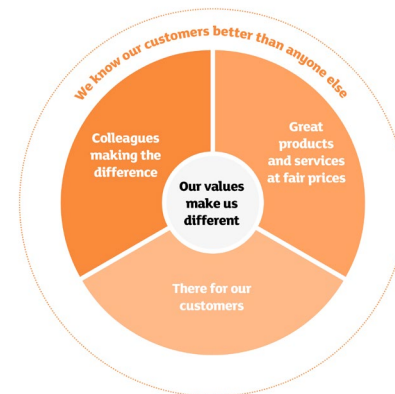 We know our customers better than anyone else
Colleagues
making the
difference
Great
products
and services
at fair prices
Our values
make us
different
There for our
customers